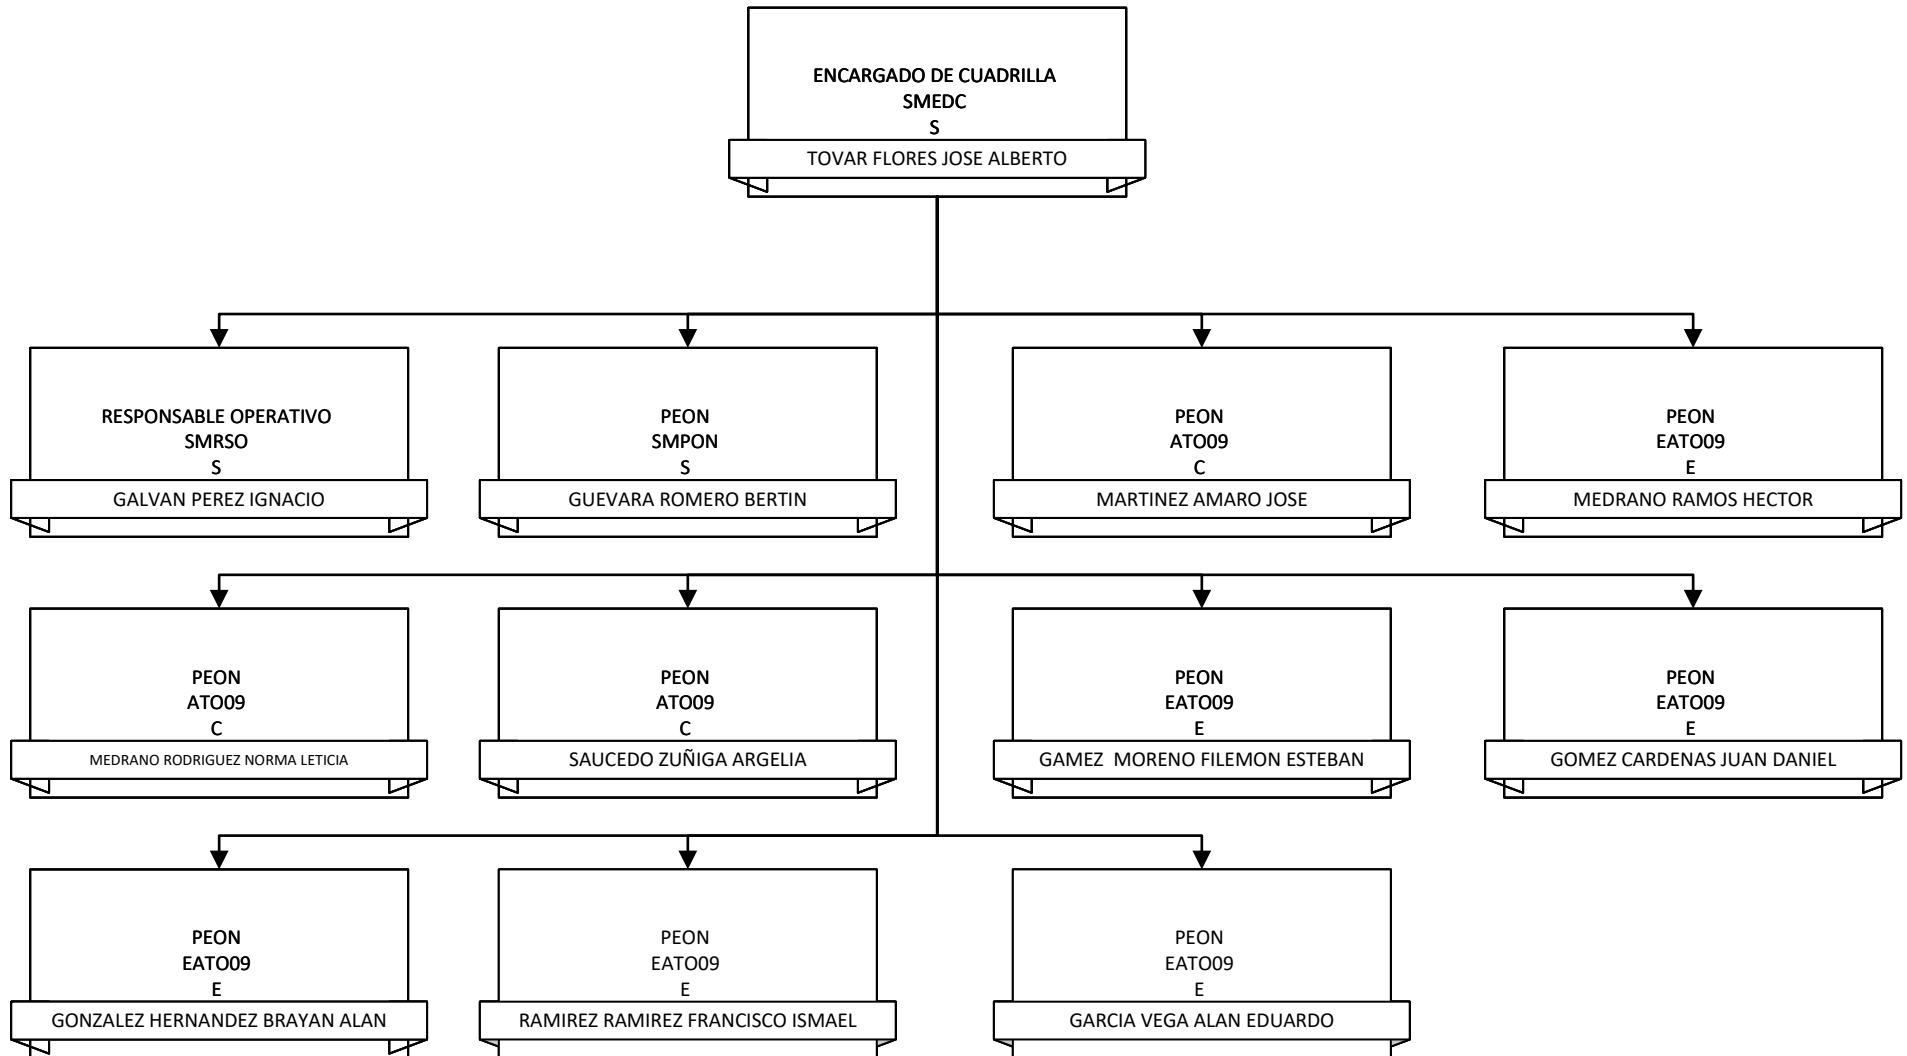 ENCARGADO DE CUADRILLA
SMEDC
S
TOVAR FLORES JOSE ALBERTO
RESPONSABLE OPERATIVO
SMRSO
S
GALVAN PEREZ IGNACIO
PEON
SMPON
S
GUEVARA ROMERO BERTIN
PEON
ATO09
C
MARTINEZ AMARO JOSE
PEON
EATO09
E
MEDRANO RAMOS HECTOR
PEON
ATO09
C
MEDRANO RODRIGUEZ NORMA LETICIA
PEON
ATO09
C
SAUCEDO ZUÑIGA ARGELIA
PEON
EATO09
E
GAMEZ  MORENO FILEMON ESTEBAN
PEON
EATO09
E
GOMEZ CARDENAS JUAN DANIEL
PEON
EATO09
E
GONZALEZ HERNANDEZ BRAYAN ALAN
PEON
EATO09
E
RAMIREZ RAMIREZ FRANCISCO ISMAEL
PEON
EATO09
E
GARCIA VEGA ALAN EDUARDO